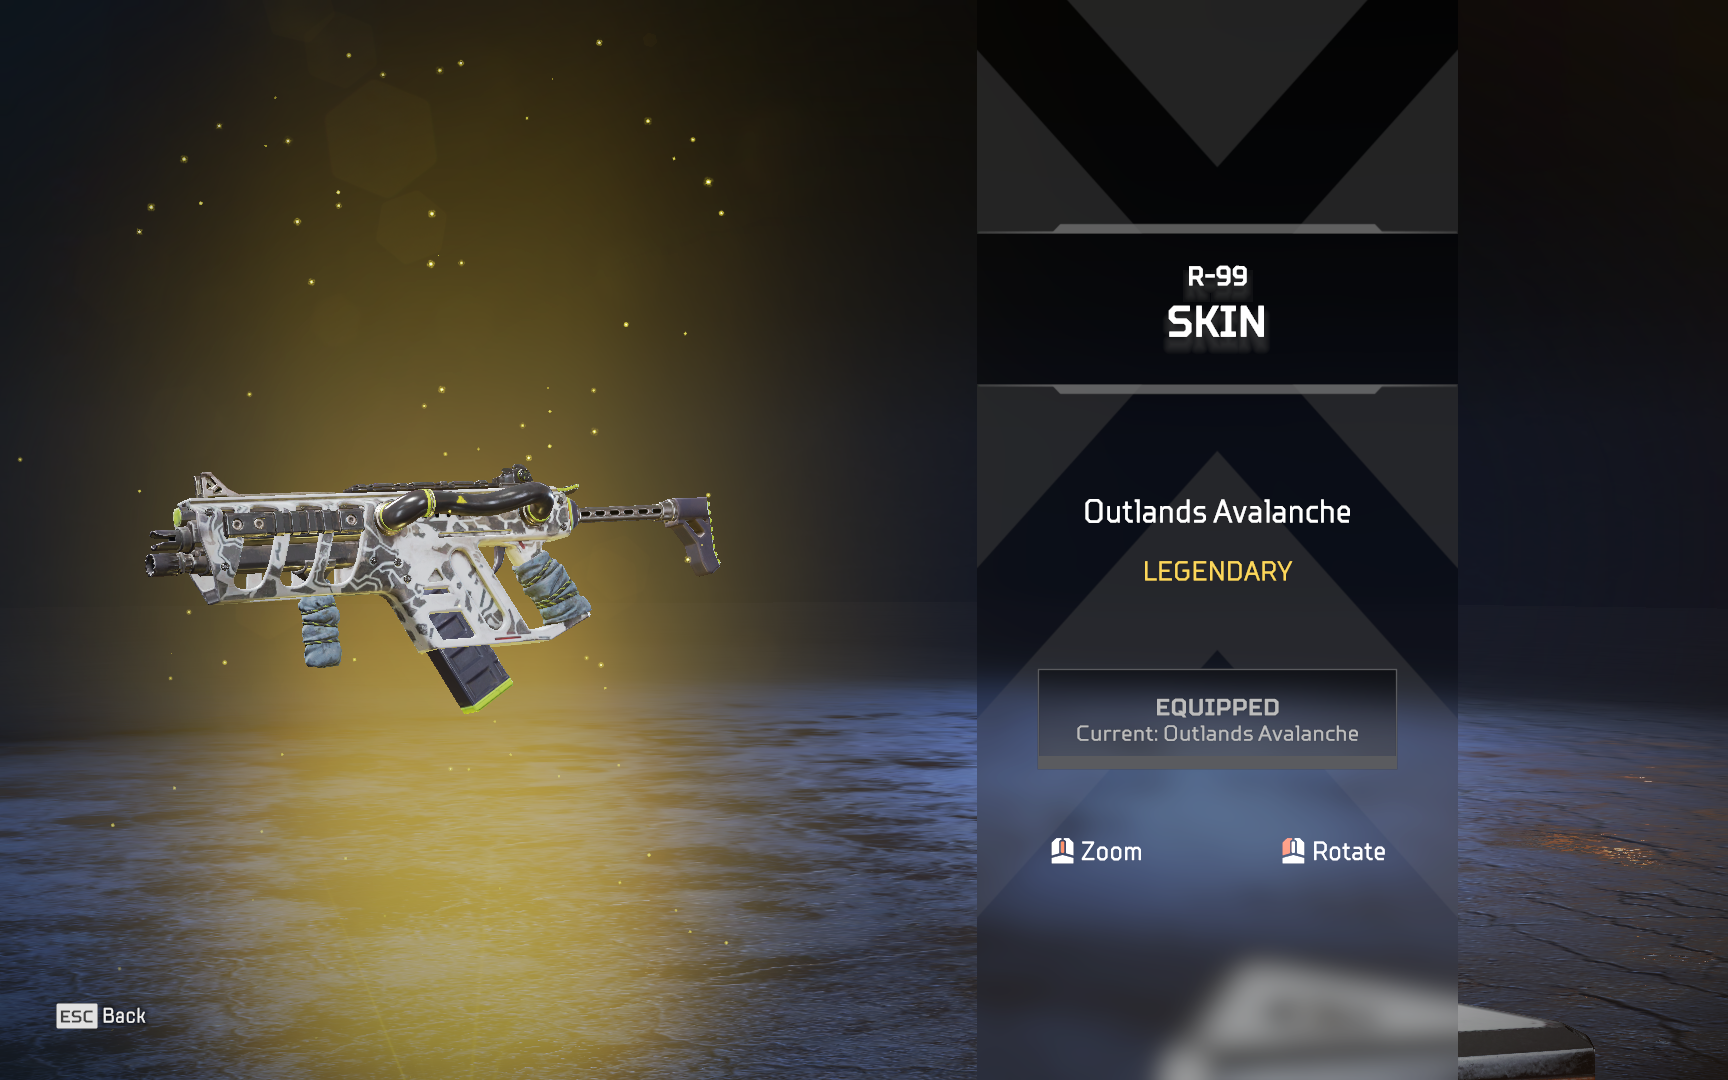 R-99
SKIN
Outlands Avalanche
LEGENDARY
EQUIPPED
Current: Outlands Avalanche
Zoom Rotate
ESC Back